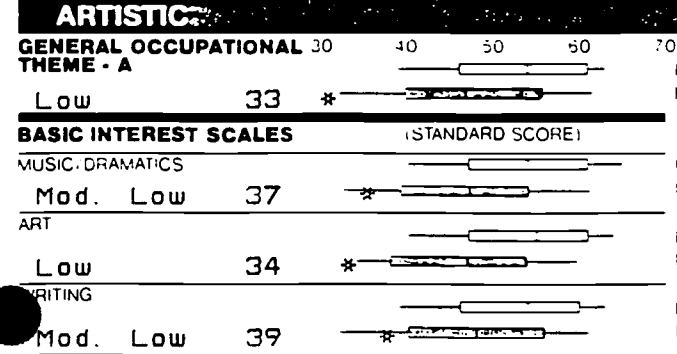 ARTISTIC
GENERAL OCCUPATIONAL 30 40 50 60 70
THEME - A
Low 33 *
BASIC INTEREST SCALES (STANDARD SCORE)
MUSIC/DRAMATICS
Mod. Low 37 *
ART
Low 34 *
WRITING
Mod. Low 39 *